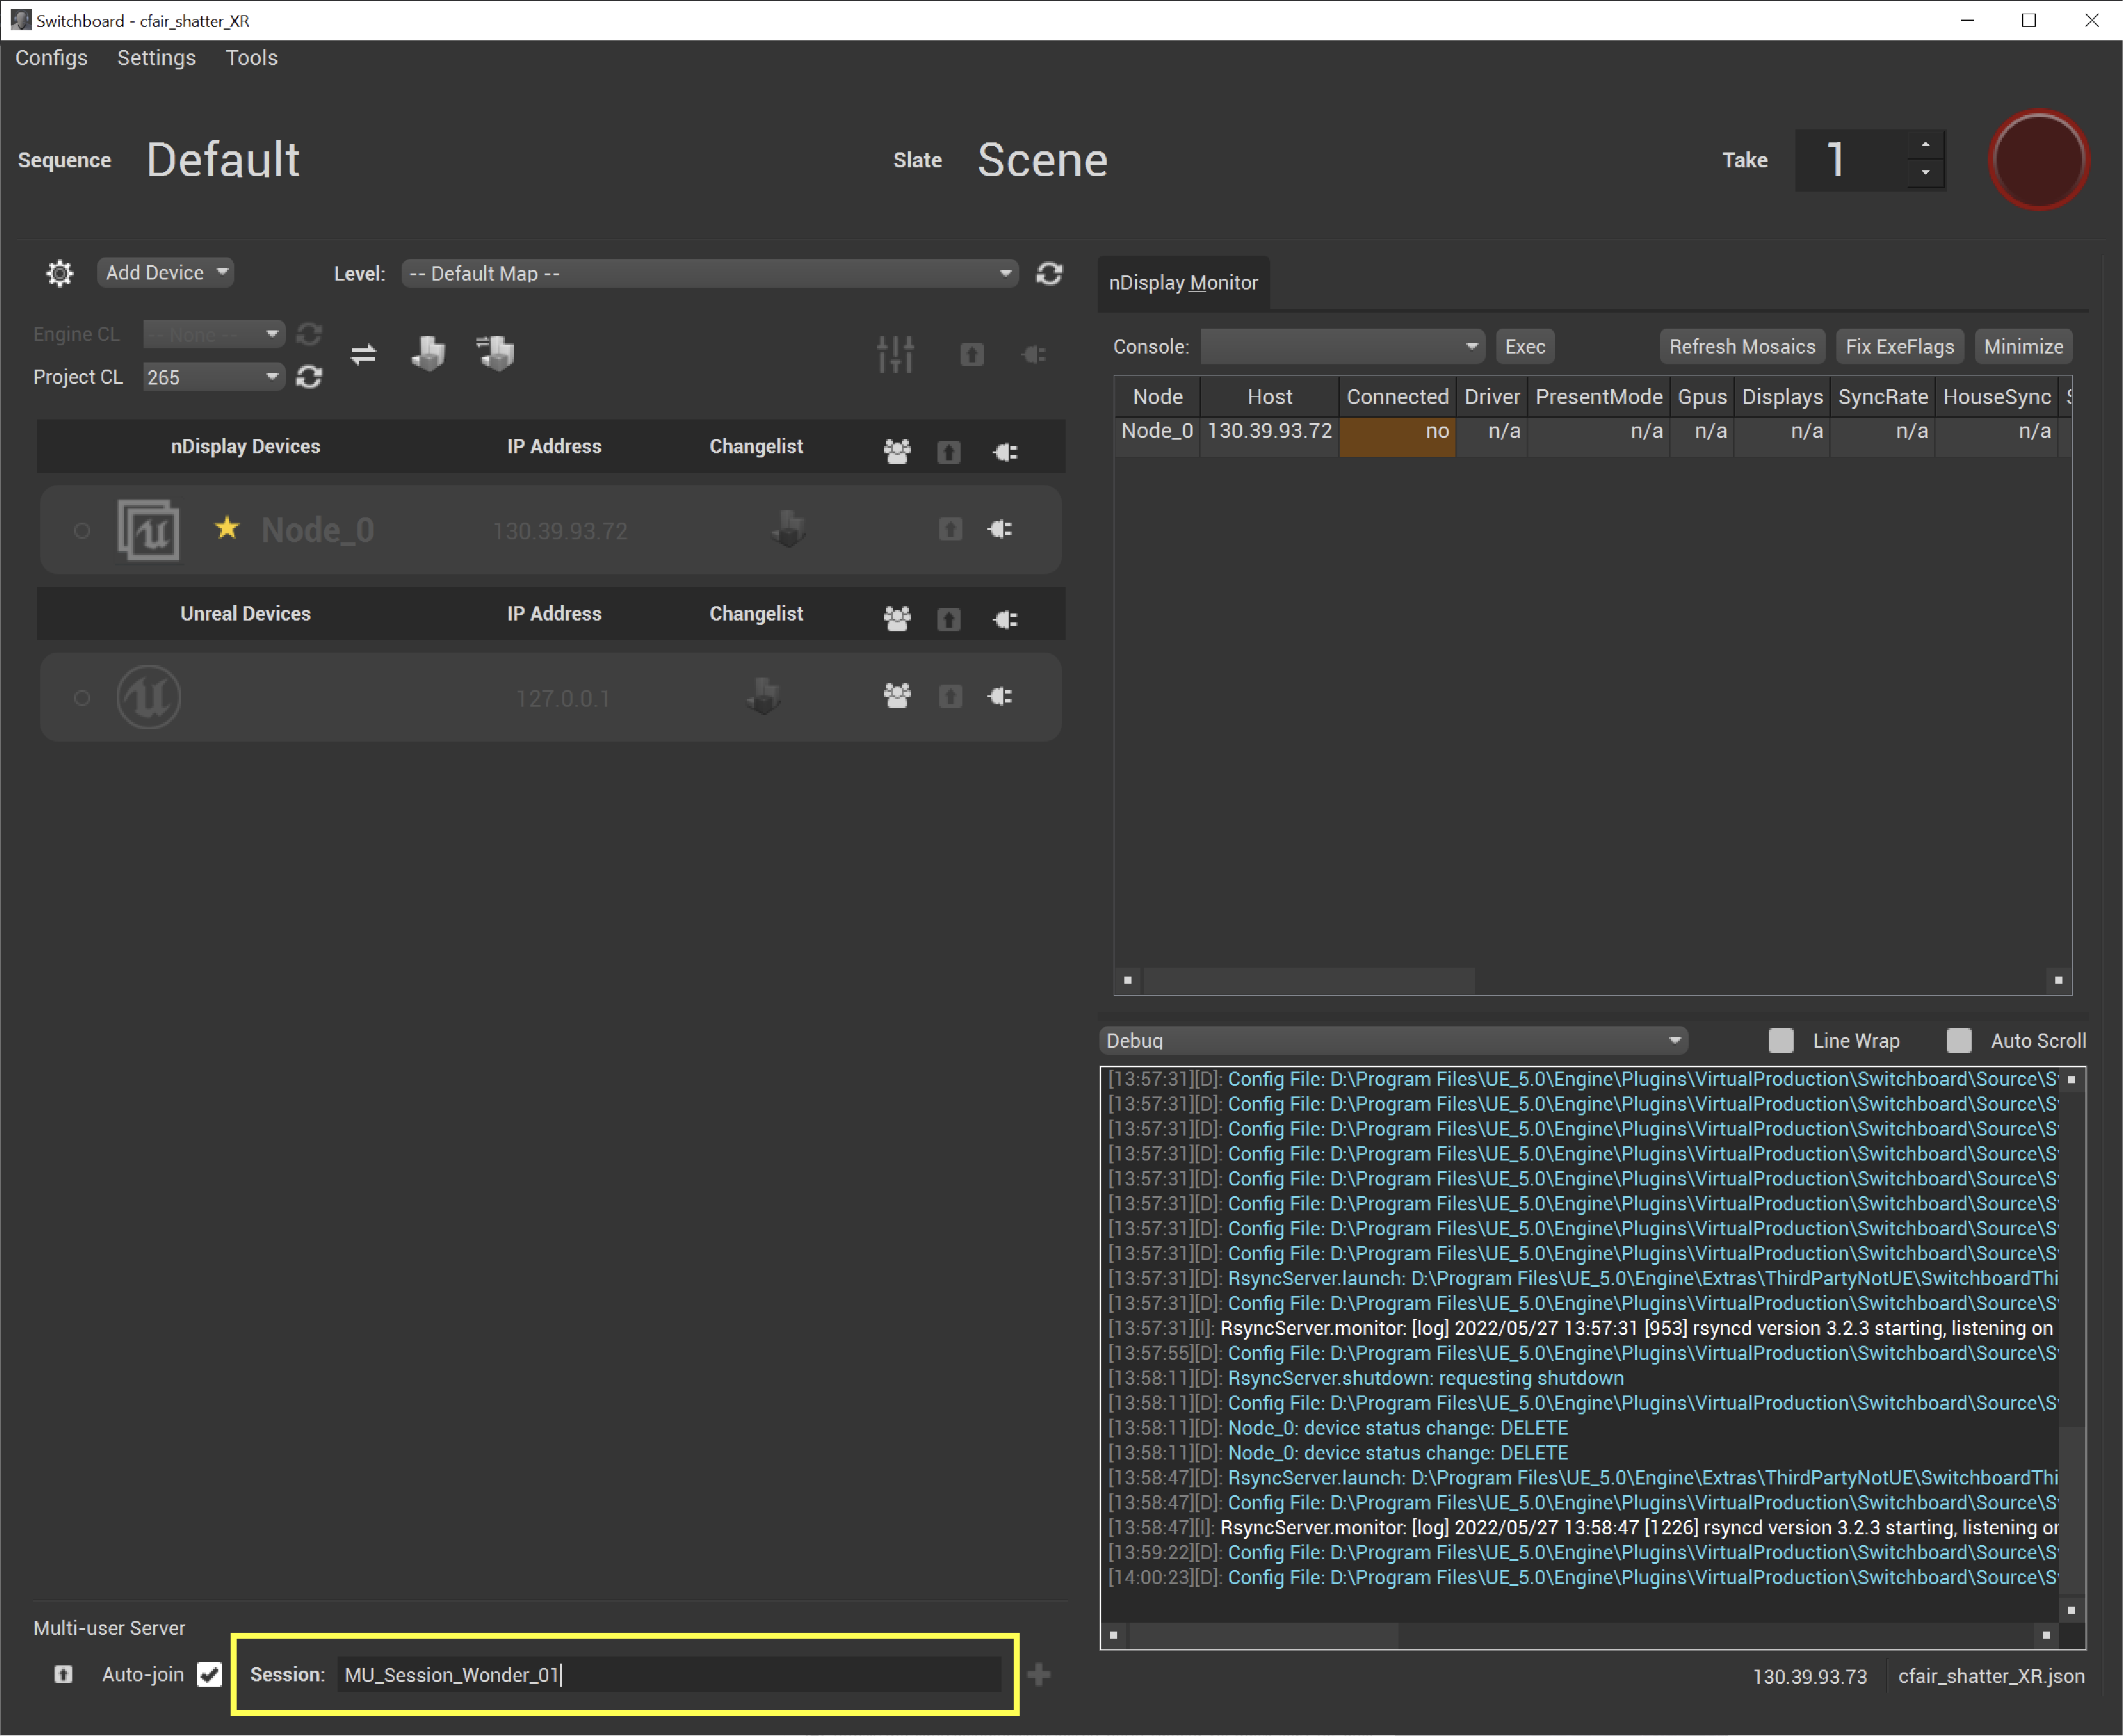 Switchboard - cfair_shatter_XR
Configs Settings Tools
Sequence Default Slate Scene Take 1
Add Device Level: -- Default Map --
Engine CL -- None --
Project CL 265
nDisplay Devices IP Address Changelist
Node_0 130.39.93.72
Unreal Devices IP Address Changelist
127.0.0.1
nDisplay Monitor
Console: Exec Refresh Mosaics Fix ExeFlags Minimize
Node Host Connected Driver PresentMode Gpus Displays SyncRate HouseSync S
Node_0 130.39.93.72 no n/a n/a n/a n/a n/a n/a
Debug Line Wrap Auto Scroll
[13:57:31][D]: Config File: D:\Program Files\UE_5.0\Engine\Plugins\VirtualProduction\Switchboard\Source\S
[13:57:31][D]: Config File: D:\Program Files\UE_5.0\Engine\Plugins\VirtualProduction\Switchboard\Source\S
[13:57:31][D]: Config File: D:\Program Files\UE_5.0\Engine\Plugins\VirtualProduction\Switchboard\Source\S
[13:57:31][D]: Config File: D:\Program Files\UE_5.0\Engine\Plugins\VirtualProduction\Switchboard\Source\S
[13:57:31][D]: Config File: D:\Program Files\UE_5.0\Engine\Plugins\VirtualProduction\Switchboard\Source\S
[13:57:31][D]: Config File: D:\Program Files\UE_5.0\Engine\Plugins\VirtualProduction\Switchboard\Source\S
[13:57:31][D]: Config File: D:\Program Files\UE_5.0\Engine\Plugins\VirtualProduction\Switchboard\Source\S
[13:57:31][D]: Config File: D:\Program Files\UE_5.0\Engine\Plugins\VirtualProduction\Switchboard\Source\S
[13:57:31][D]: RsyncServer.launch: D:\Program Files\UE_5.0\Engine\Extras\ThirdPartyNotUE\SwitchboardThi
[13:57:31][D]: Config File: D:\Program Files\UE_5.0\Engine\Plugins\VirtualProduction\Switchboard\Source\S
[13:57:31][I]: RsyncServer.monitor: [log] 2022/05/27 13:57:31 [953] rsyncd version 3.2.3 starting, listening on
[13:57:55][D]: Config File: D:\Program Files\UE_5.0\Engine\Plugins\VirtualProduction\Switchboard\Source\S
[13:58:11][D]: RsyncServer.shutdown: requesting shutdown
[13:58:11][D]: Config File: D:\Program Files\UE_5.0\Engine\Plugins\VirtualProduction\Switchboard\Source\S
[13:58:11][D]: Node_0: device status change: DELETE
[13:58:11][D]: Node_0: device status change: DELETE
[13:58:47][D]: RsyncServer.launch: D:\Program Files\UE_5.0\Engine\Extras\ThirdPartyNotUE\SwitchboardThi
[13:58:47][D]: Config File: D:\Program Files\UE_5.0\Engine\Plugins\VirtualProduction\Switchboard\Source\S
[13:58:47][I]: RsyncServer.monitor: [log] 2022/05/27 13:58:47 [1226] rsyncd version 3.2.3 starting, listening or
[13:59:22][D]: Config File: D:\Program Files\UE_5.0\Engine\Plugins\VirtualProduction\Switchboard\Source\S
[14:00:23][D]: Config File: D:\Program Files\UE_5.0\Engine\Plugins\VirtualProduction\Switchboard\Source\S
Multi-user Server
Auto-join Session: MU_Session_Wonder_01
130.39.93.73 cfair_shatter_XR.json